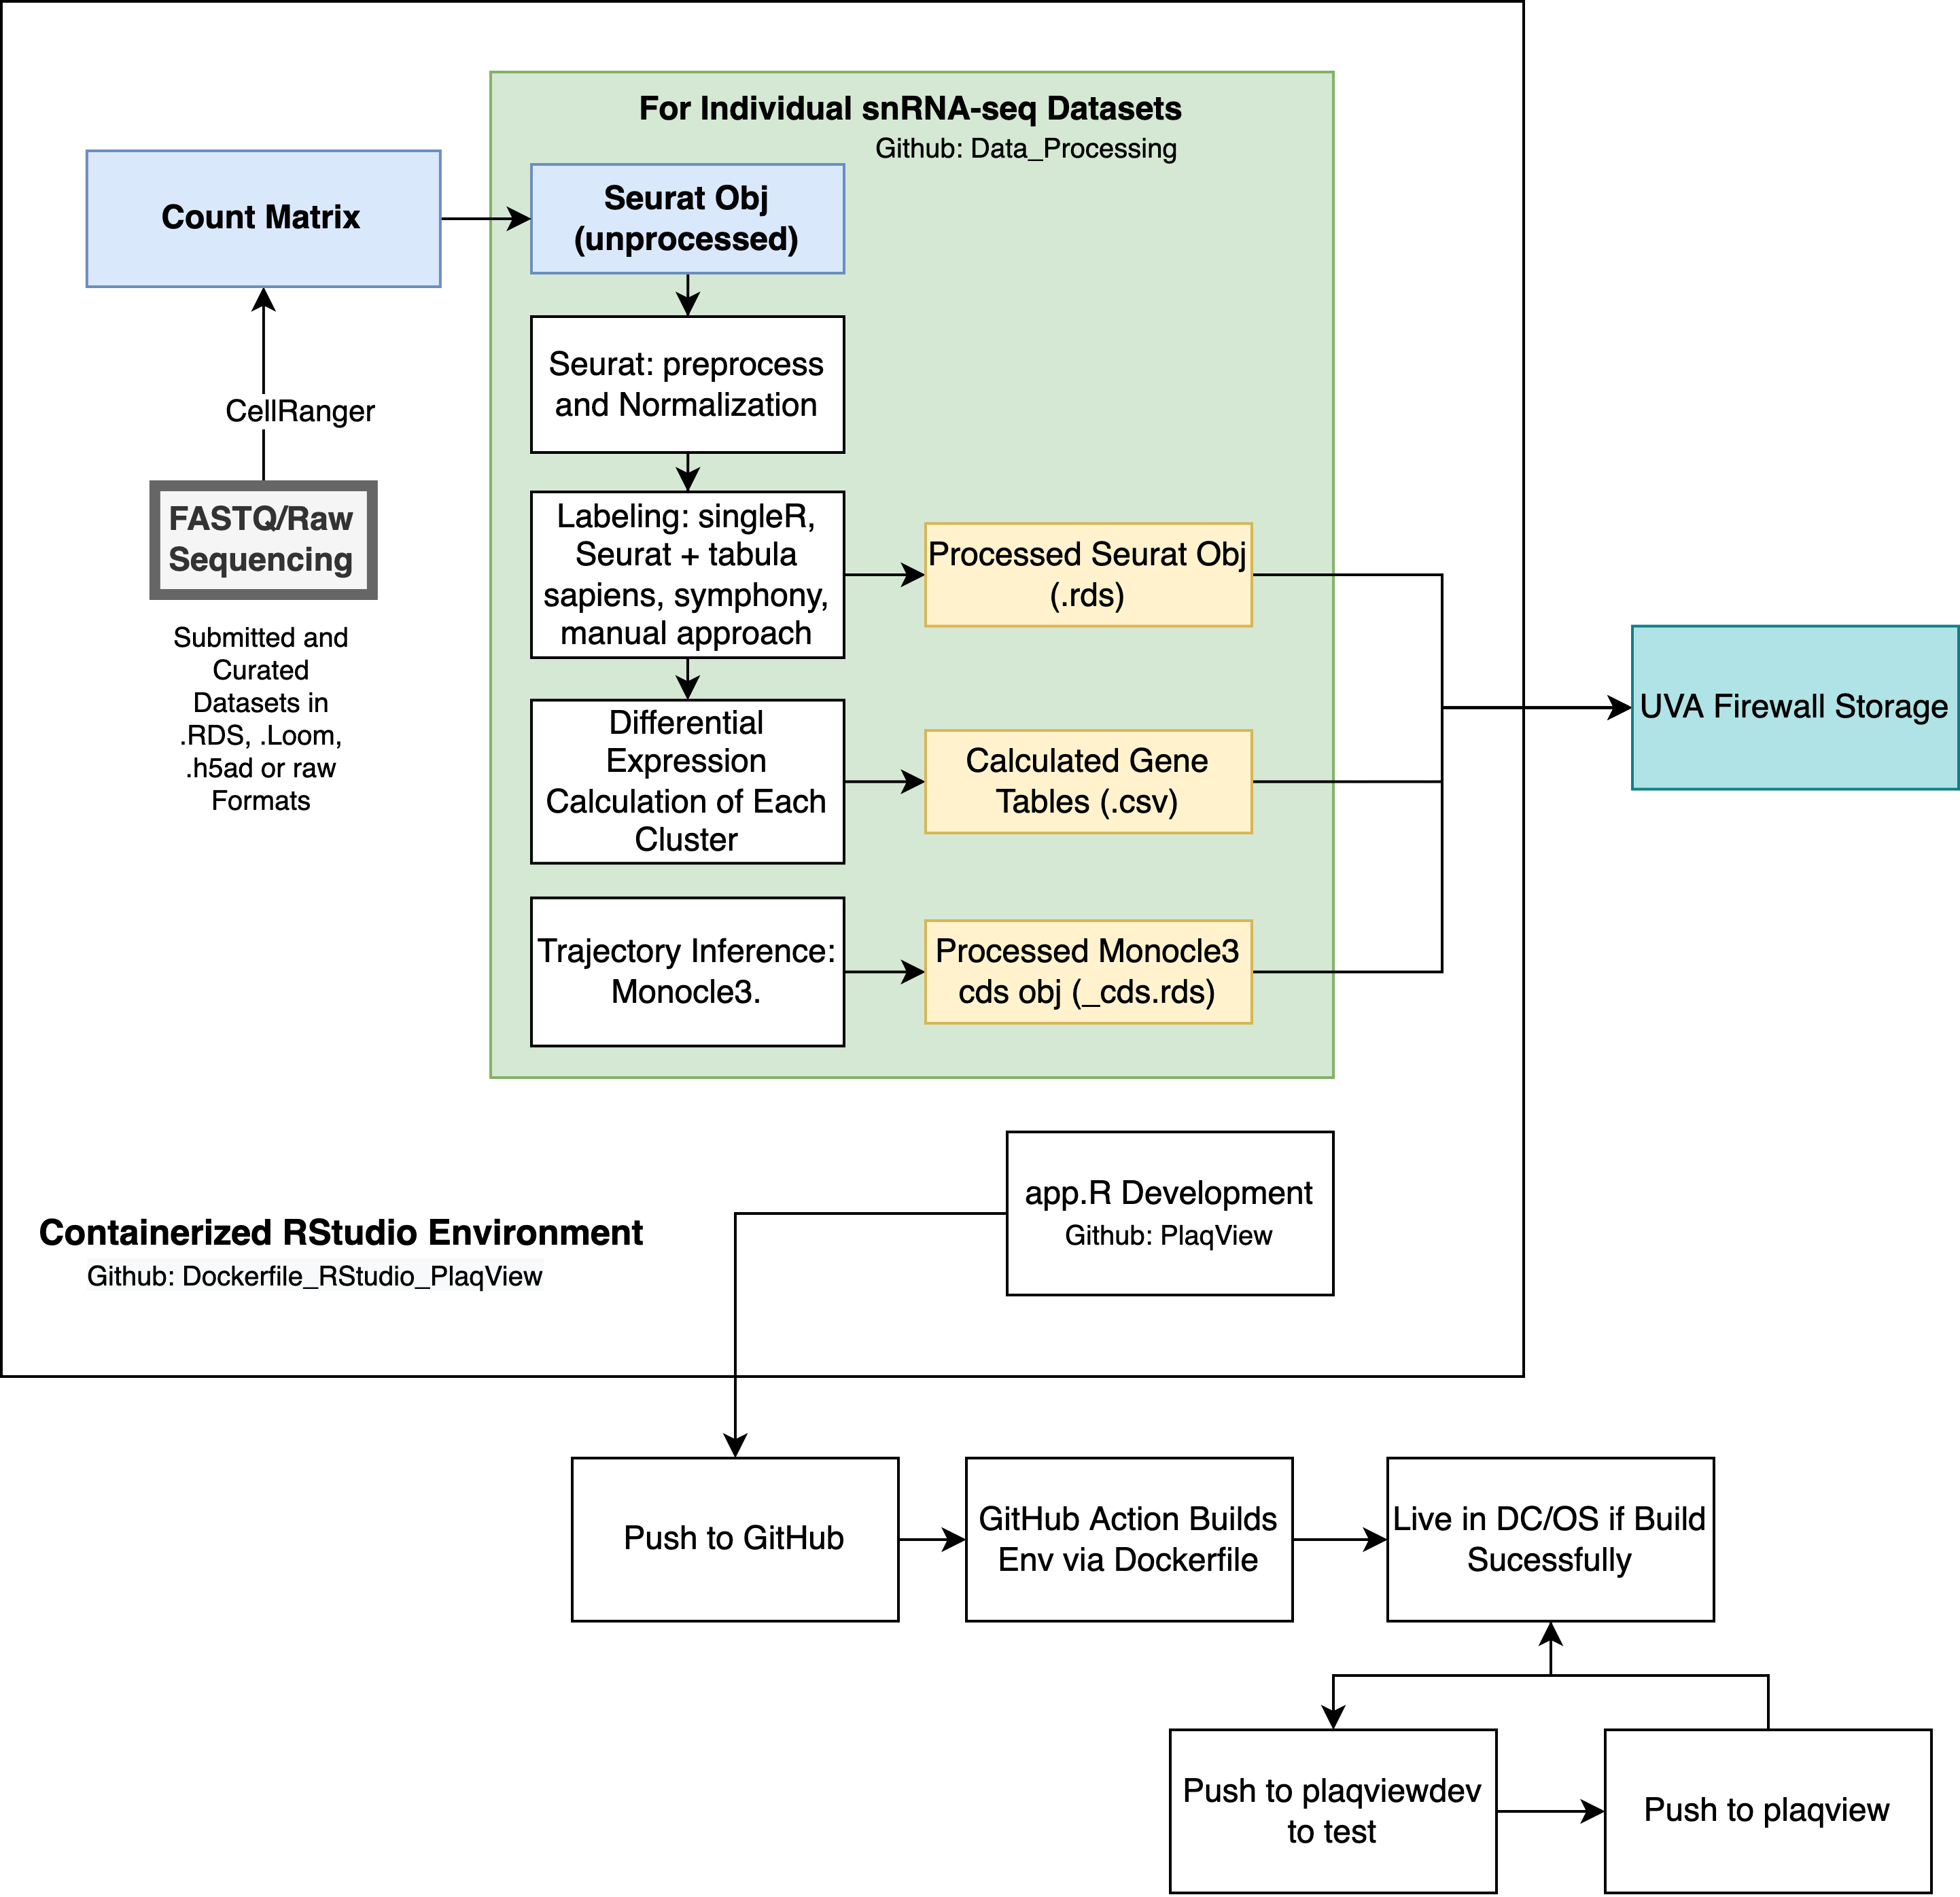 For Individual snRNA-seq Datasets
Github: Data_Processing
Count Matrix
Seurat Obj
(unprocessed)
Seurat: preprocess
and Normalization
CellRanger
FASTQ/Raw
Sequencing
Submitted and
Curated
Datasets in
.RDS, .Loom,
.h5ad or raw
Formats
Labeling: singleR,
Seurat + tabula
sapiens, symphony,
manual approach
Processed Seurat Obj
(.rds)
Differential
Expression
Calculation of Each
Cluster
Calculated Gene
Tables (.csv)
UVA Firewall Storage
Trajectory Inference:
Monocle3.
Processed Monocle3
cds obj (_cds.rds)
app.R Development
Github: PlaqView
Containerized RStudio Environment
Github: Dockerfile_RStudio_PlaqView
Push to GitHub
GitHub Action Builds
Env via Dockerfile
Live in DC/OS if Build
Sucessfully
Push to plaqviewdev
to test
Push to plaqview